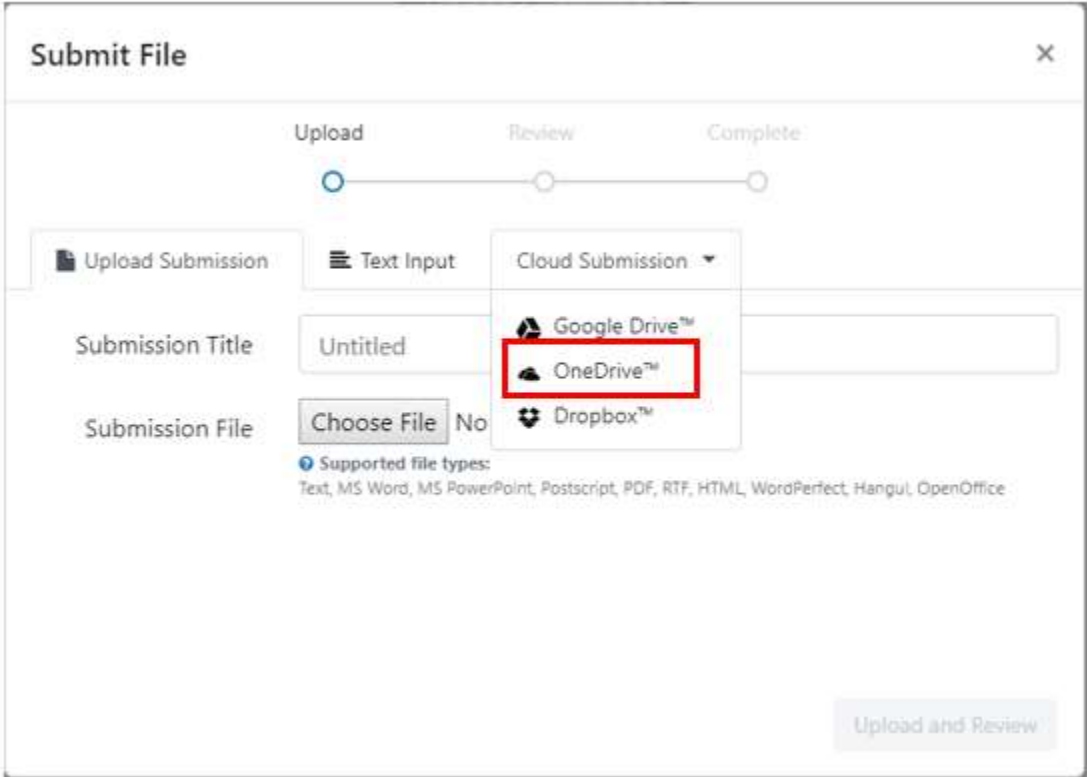 Submit File ×
Upload Review Complete
Upload Submission Text Input Cloud Submission
Google Drive™
Submission Title Untitled
OneDrive™
Dropbox™
Submission File Choose File No
Supported file types:
Text, MS Word, MS PowerPoint, Postscript, PDF, RTF, HTML, WordPerfect, Hangul, OpenOffice
Upload and Review